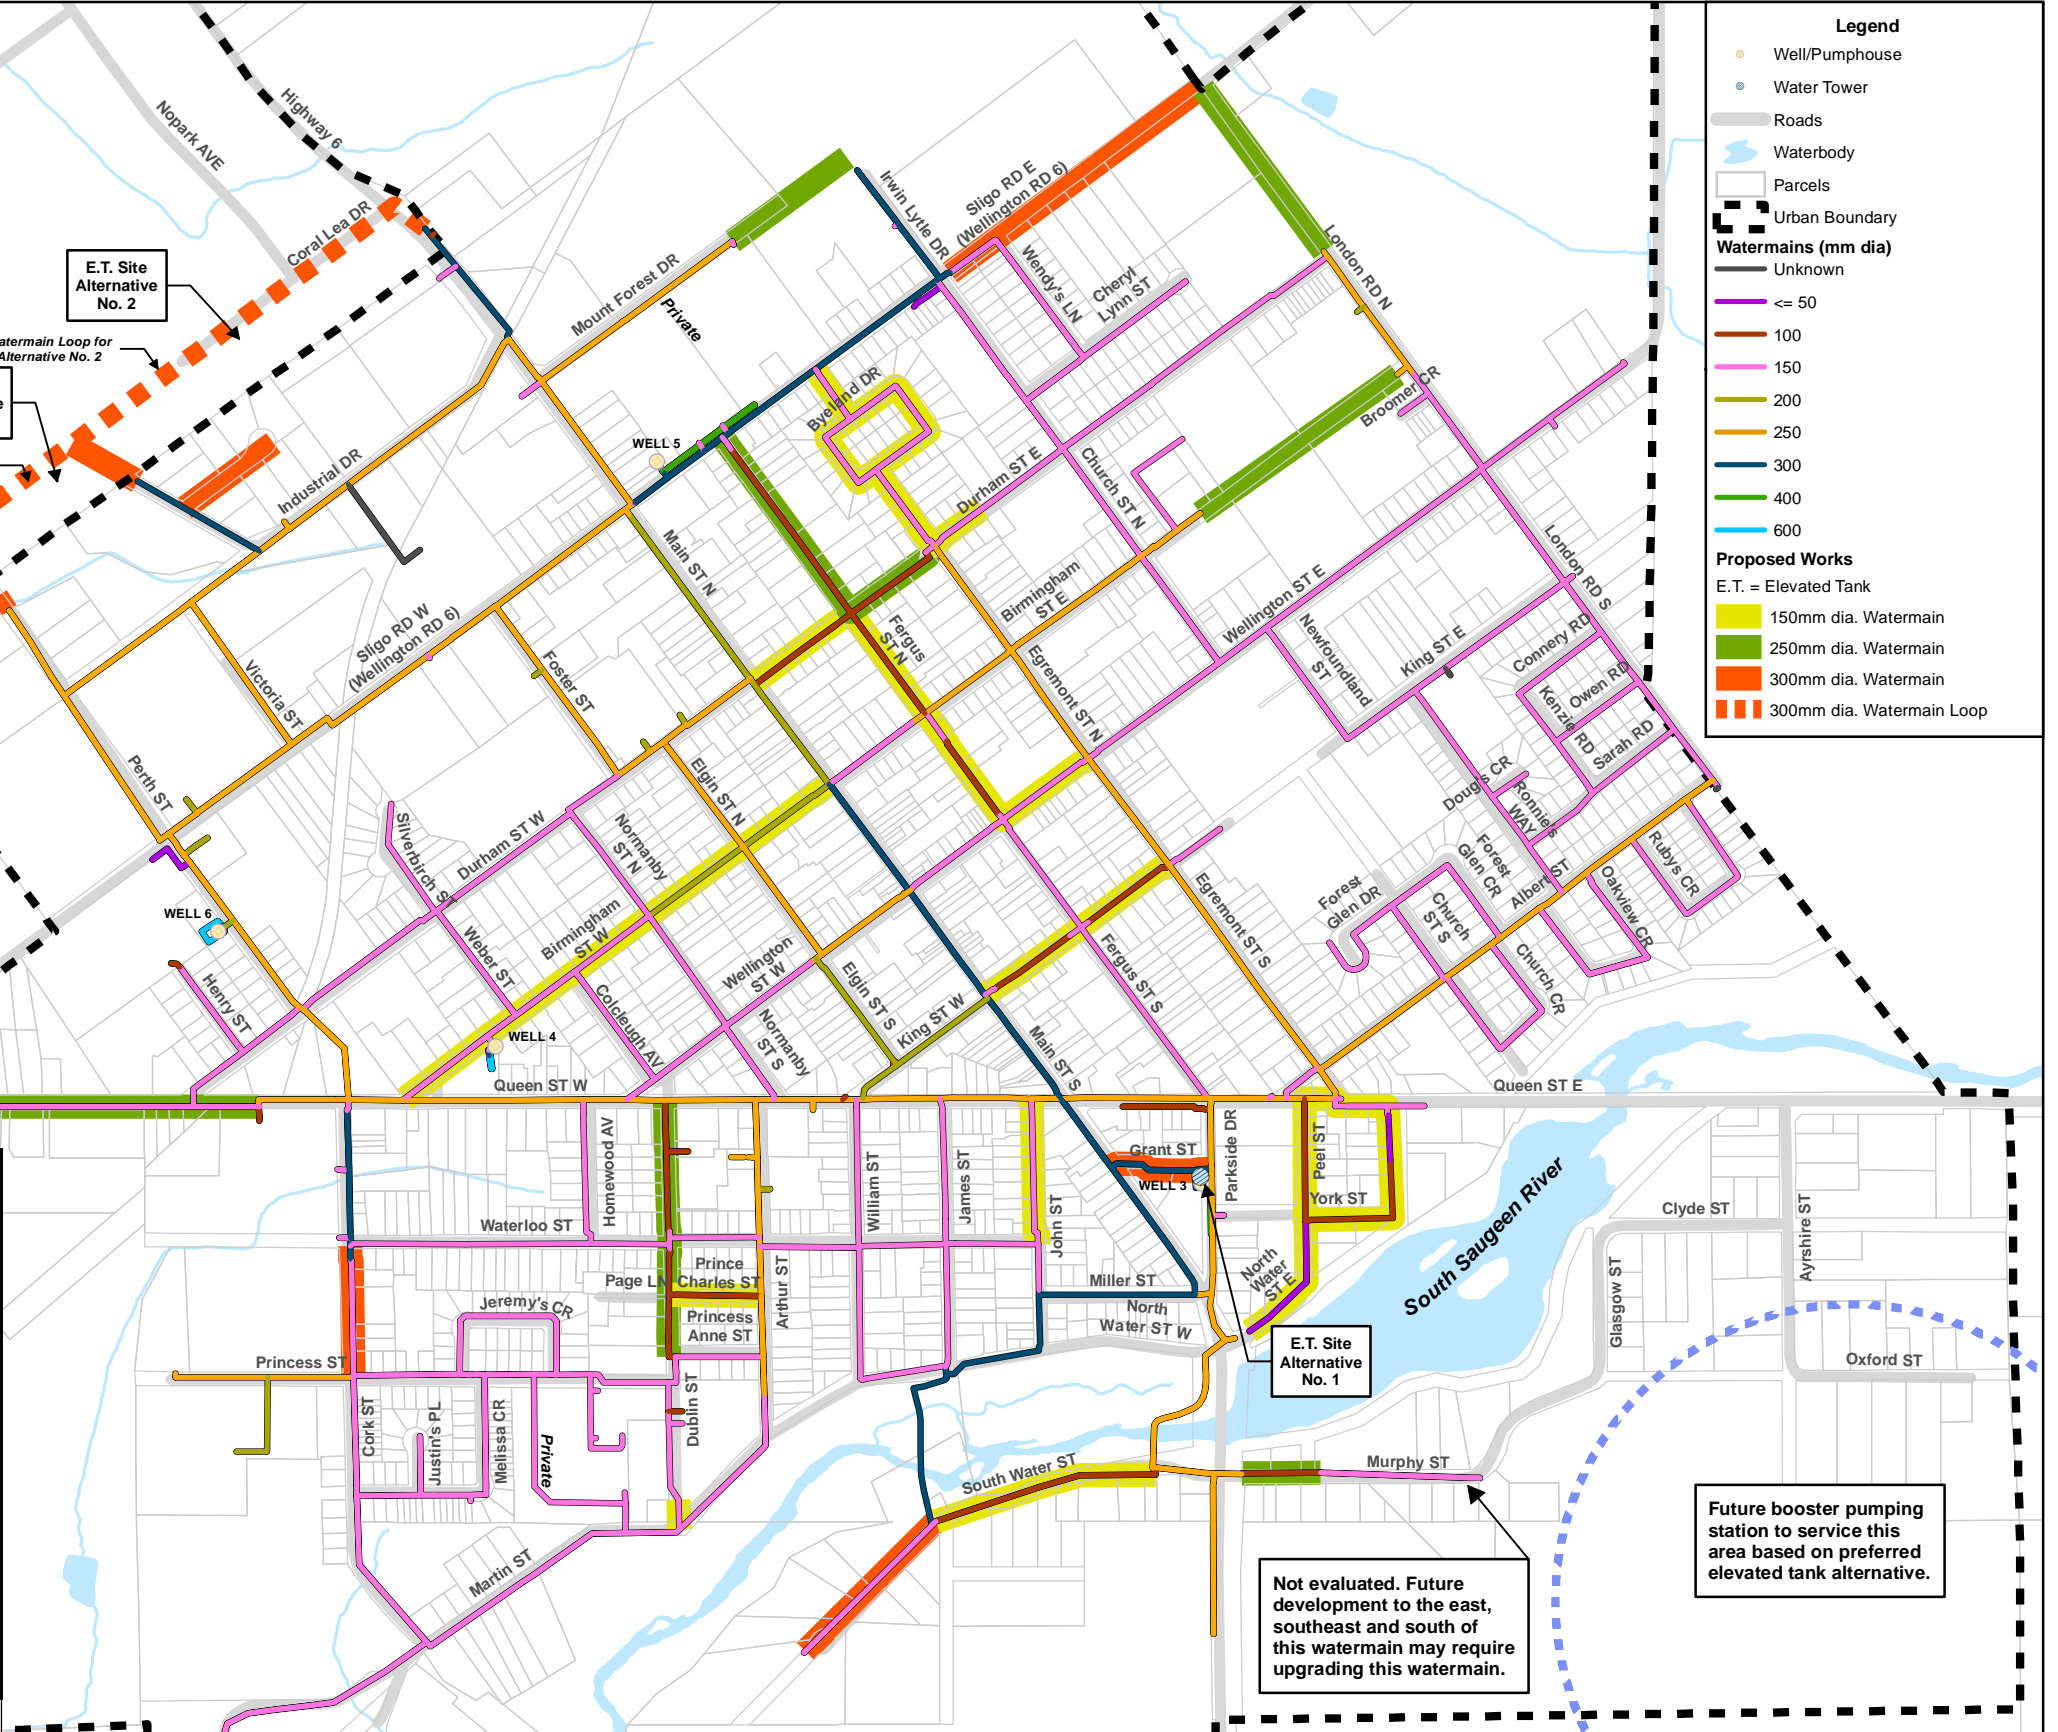 Legend
Well/Pumphouse
Water Tower
Roads
Waterbody
Parcels
Urban Boundary
Watermains (mm dia)
Unknown
<= 50
100
150
200
250
300
400
600
Proposed Works
E.T. = Elevated Tank
150mm dia. Watermain
250mm dia. Watermain
300mm dia. Watermain
300mm dia. Watermain Loop
Highway 6
Nopark AVE
Coral Lea DR
E.T. Site
Alternative
No. 2
atermain Loop for
Alternative No. 2
e
Irwin Lytle DR
Sligo RD E
(Wellington RD 6)
Mount Forest DR
Private
Wendy's LN
Cheryl
Lynn ST
London RD N
Byeland DR
Broomer CR
WELL 5
Industrial DR
Durham ST E
Church ST N
Main ST N
London RD S
Birmingham
ST E
Wellington ST E
Sligo RD W
(Wellington RD 6)
Fergus
ST N
Newfoundland
ST
King ST E
Connery RD
Owen RD
Kenzie RD
Sarah RD
Victoria ST
Foster ST
Egremont ST N
Perth ST
Elgin ST N
Doug's CR
Ronnie's
WAY
Silverbirch ST
Durham ST W
Normanby
ST N
Forest
Glen CR
Albert ST
Rubys CR
Oakview CR
Forest
Glen DR
Church
ST S
Church CR
WELL 6
Birmingham
ST W
Weber ST
Wellington
ST W
Egremont ST S
Fergus ST S
Henry ST
Colcleugh AV
Elgin ST S
King ST W
WELL 4
Normanby
ST S
Main ST S
Queen ST W
Queen ST E
Homewood AV
Grant ST
Parkside DR
Peel ST
WELL 3
William ST
James ST
John ST
York ST
Waterloo ST
Clyde ST
Ayrshire ST
South Saugeen River
Prince
Charles ST
Page LN
Arthur ST
Miller ST
North
Water
ST E
Glasgow ST
Jeremy's CR
Princess
Anne ST
North
Water ST W
E.T. Site
Alternative
No. 1
Princess ST
Oxford ST
Cork ST
Justin's PL
Melissa CR
Private
Dublin ST
South Water ST
Murphy ST
Martin ST
Future booster pumping
station to service this
area based on preferred
elevated tank alternative.
Not evaluated. Future
development to the east,
southeast and south of
this watermain may require
upgrading this watermain.